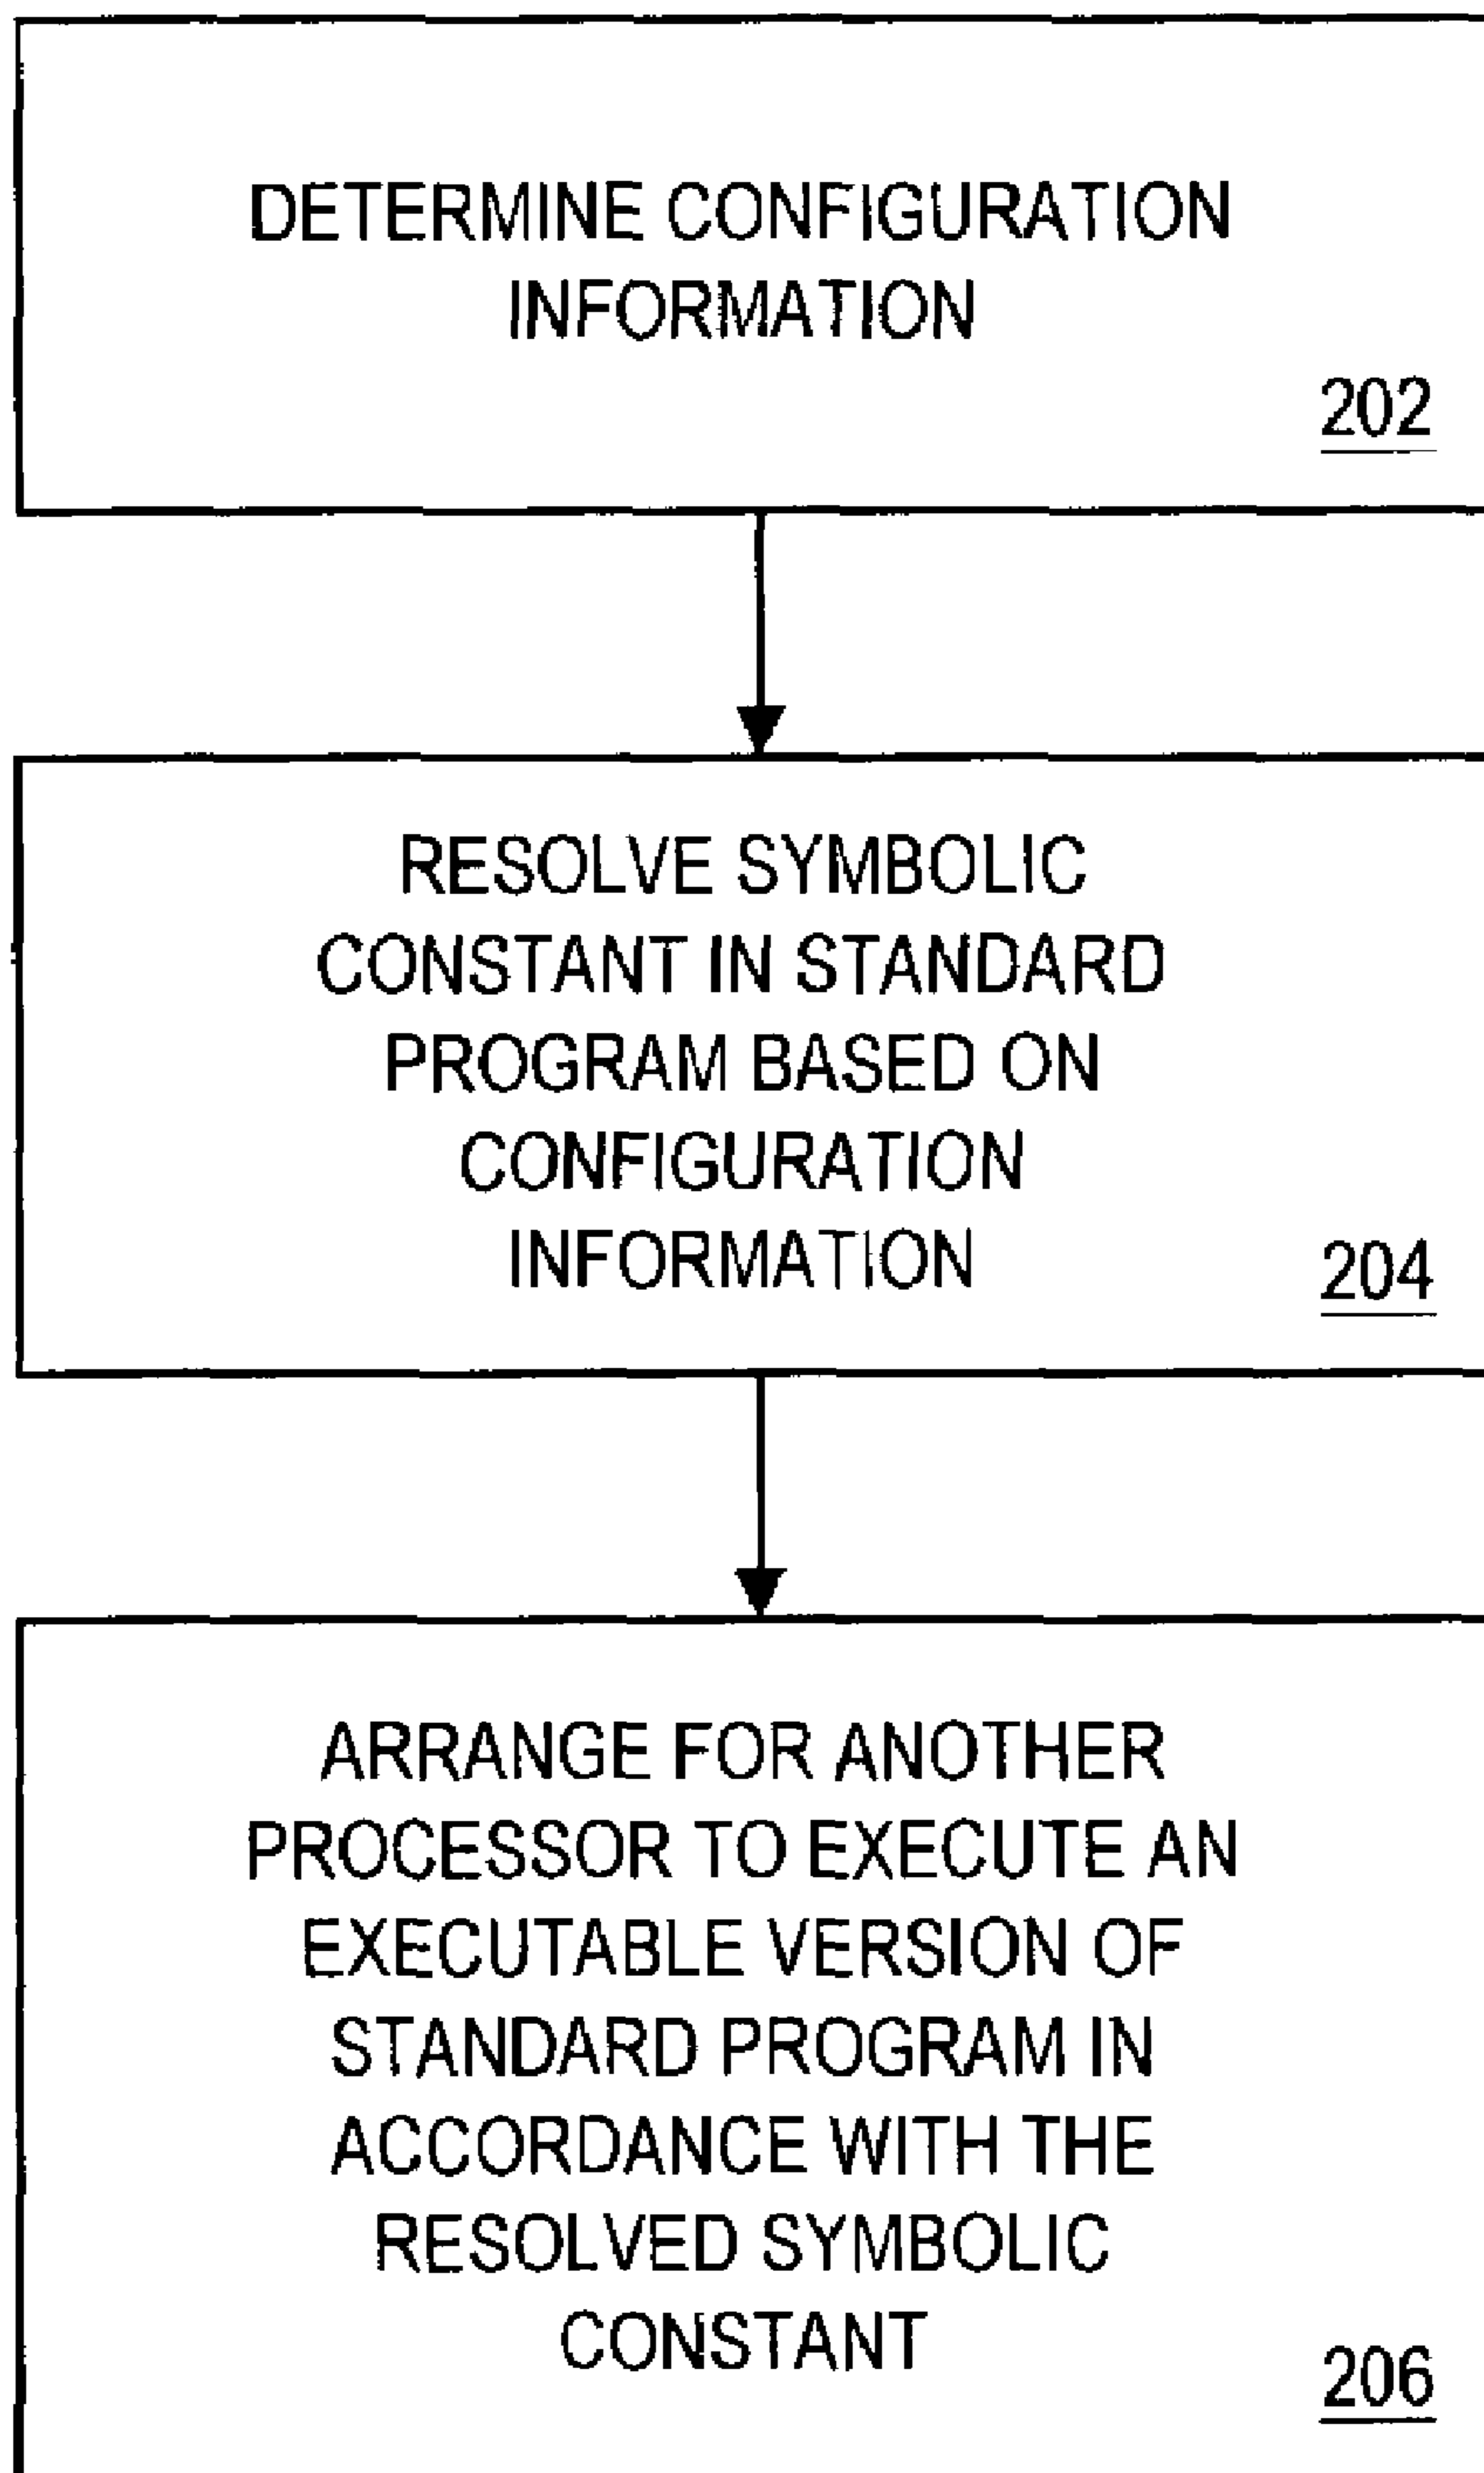 DETERMINE CONFIGURATION
INFORMATION
202
RESOLVE SYMBOLIC
CONSTANT IN STANDARD
PROGRAM BASED ON
CONFIGURATION
INFORMATION
204
ARRANGE FOR ANOTHER
PROCESSOR TO EXECUTE AN
EXECUTABLE VERSION OF
STANDARD PROGRAM IN
ACCORDANCE WITH THE
RESOLVED SYMBOLIC
CONSTANT
206